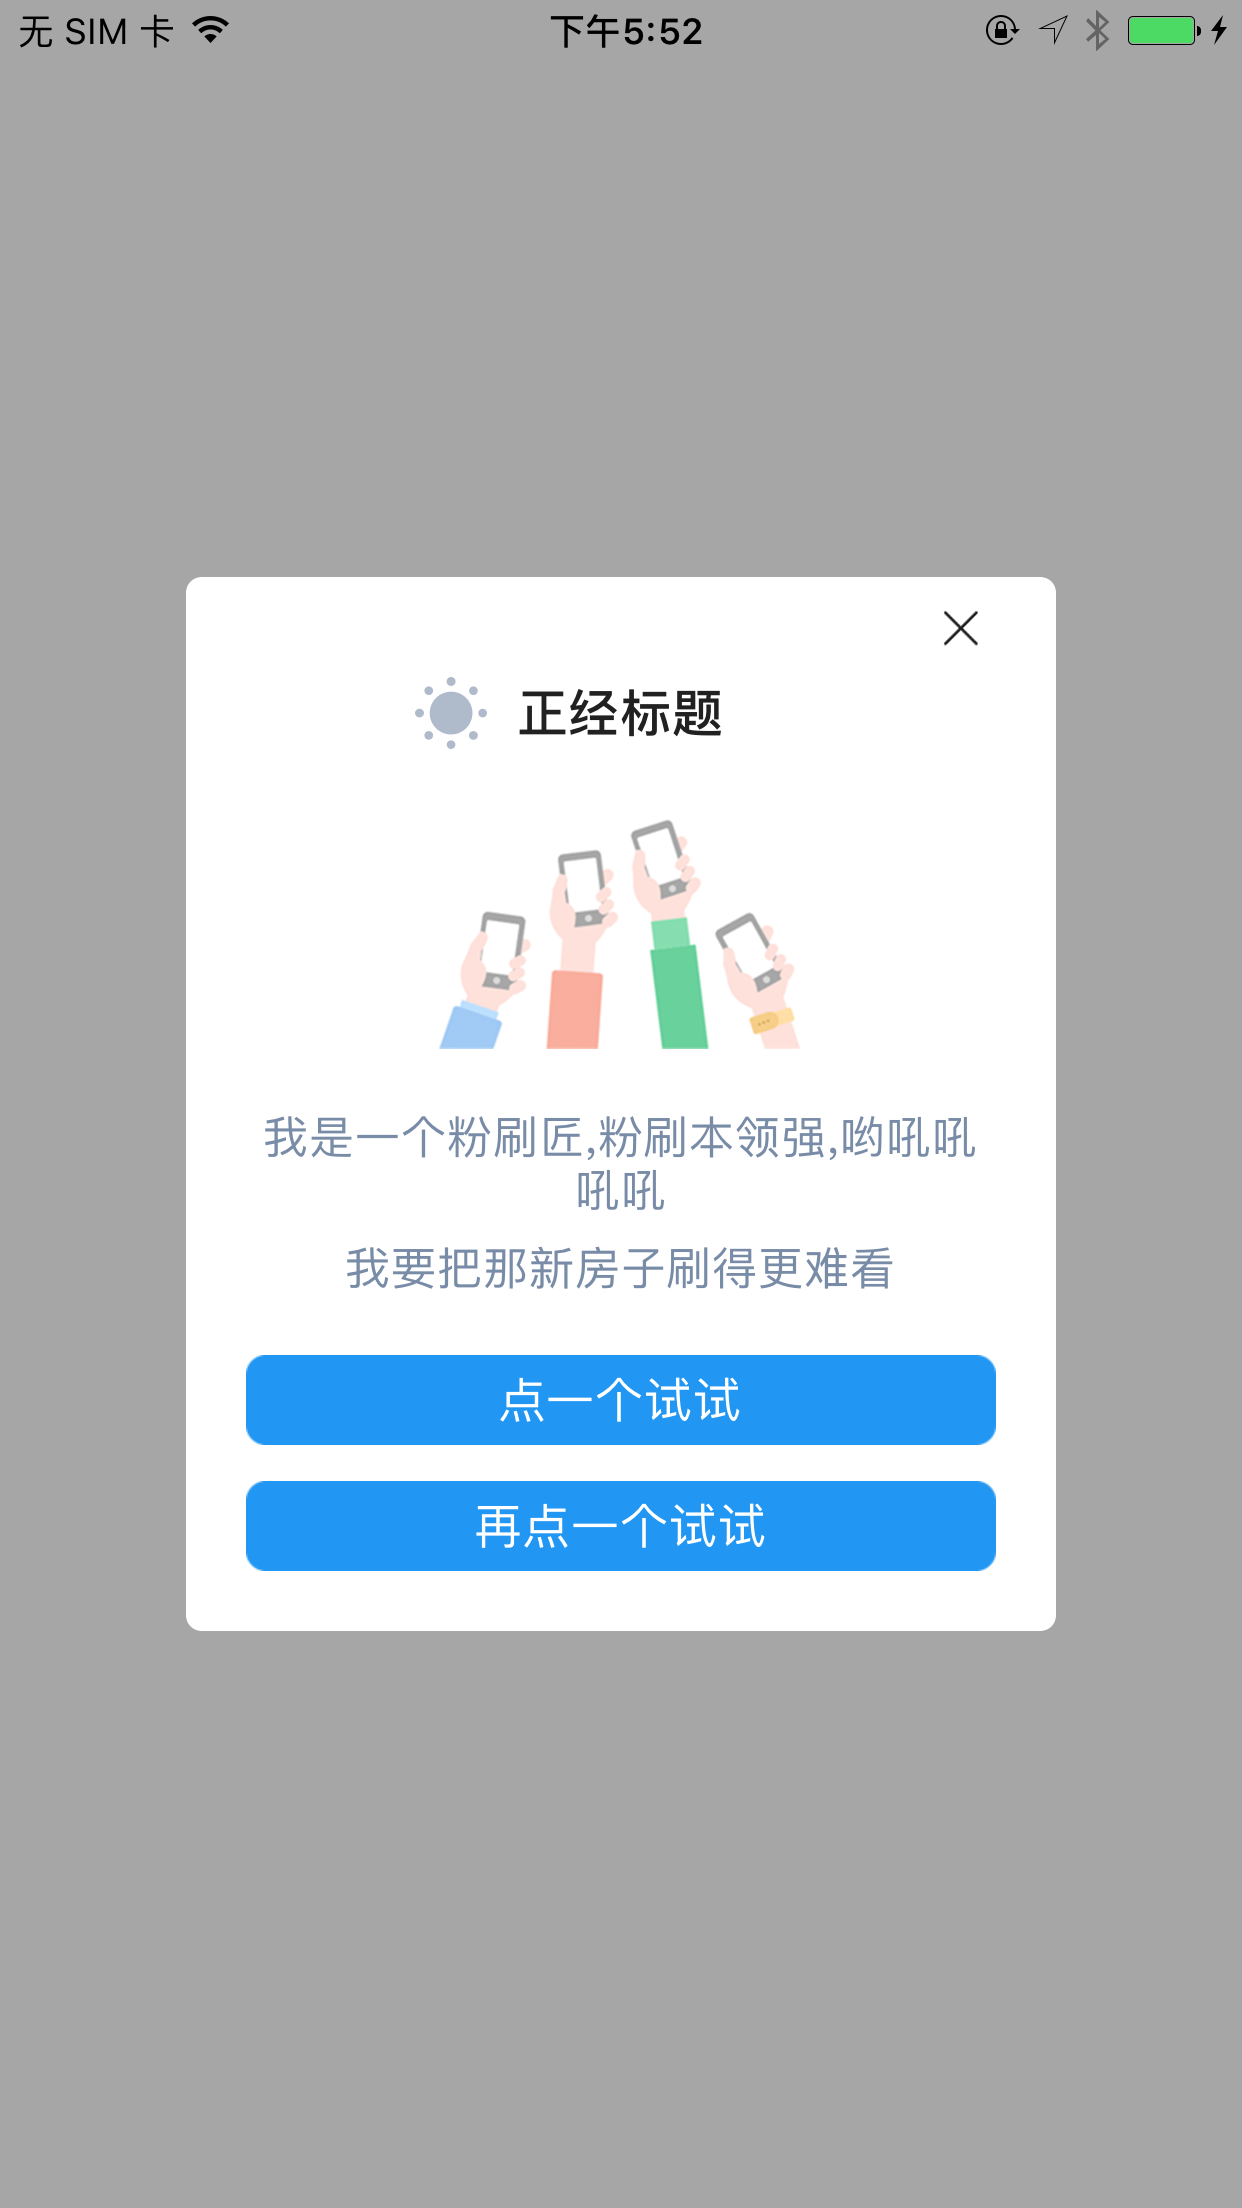 无 SIM 卡
下午5:52
正经标题
我是一个粉刷匠,粉刷本领强,哟吼吼
吼吼
我要把那新房子刷得更难看
点一个试试
再点一个试试